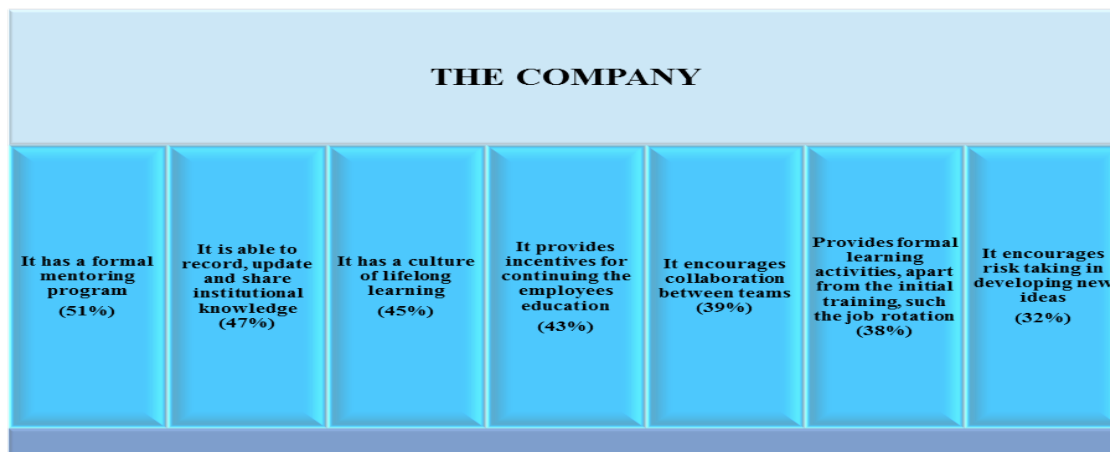 THE COMPANY
It has a formal
mentoring
program
(51%)
It is able to
record, update
and share
institutional
knowledge
(47%)
It has a culture
of lifelong
learning
(45%)
It provides
incentives for
continuing the
employees
education
(43%)
It encourages
collaboration
between teams
(39%)
Provides formal
learning
activities, apart
from the initial
training, such
the job rotation
(38%)
It encourages
risk taking in
developing new
ideas
(32%)